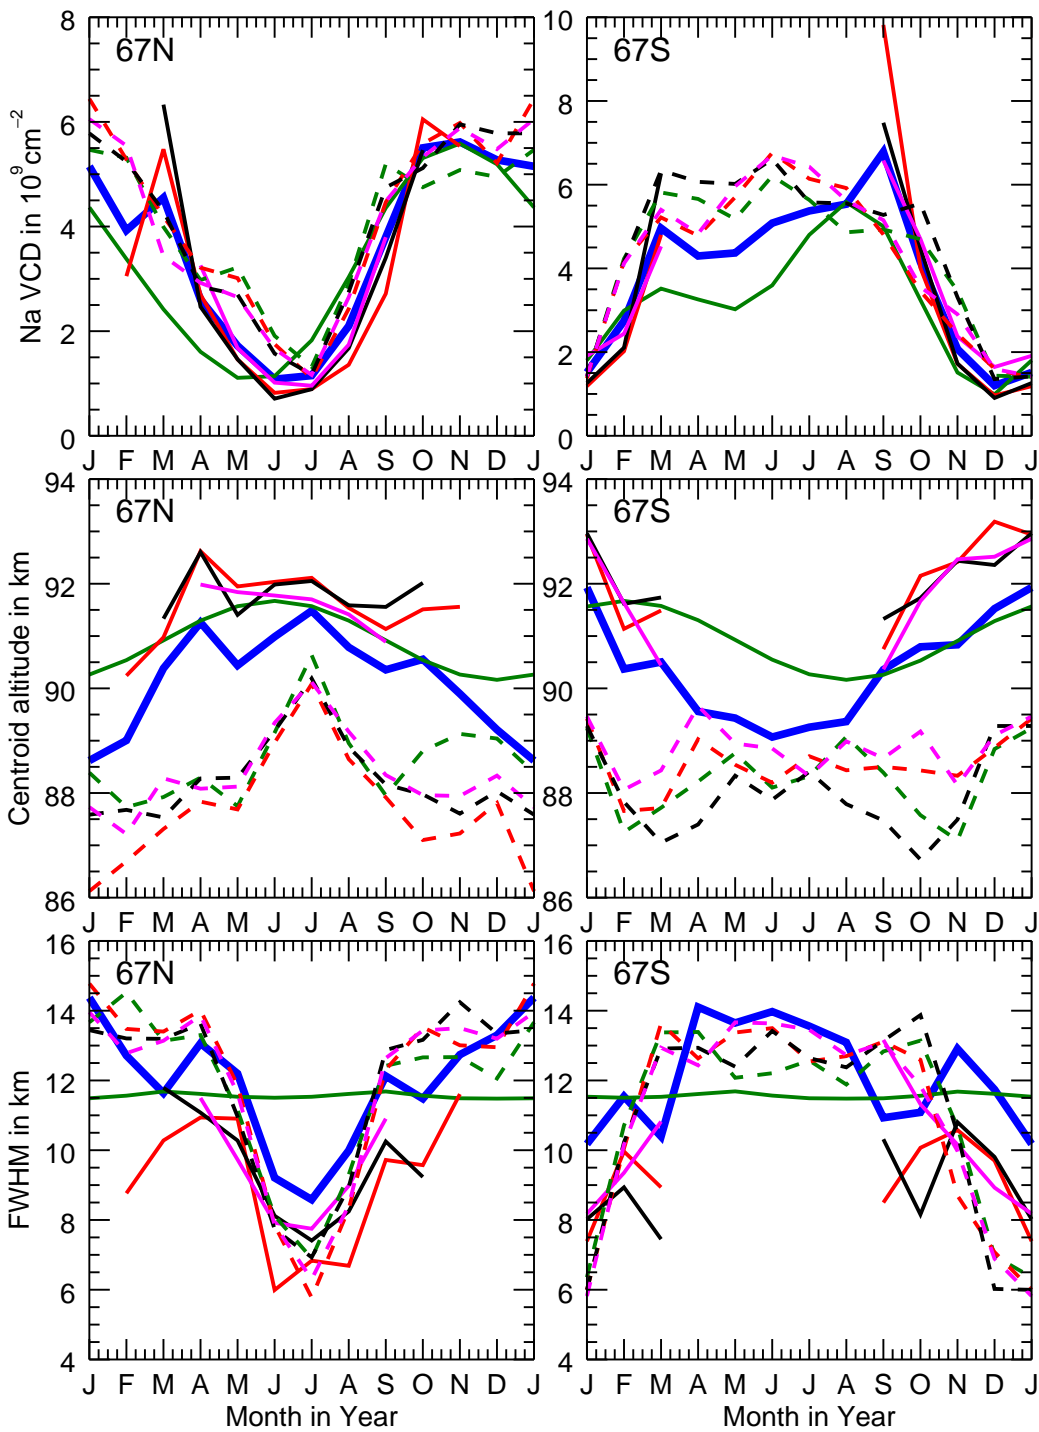 8
6
4
2
0
Na VCD in 10⁹ cm⁻²
67N
J F M A M J J A S O N D J
10
8
6
4
2
0
67S
J F M A M J J A S O N D J
94
92
90
88
86
Centroid altitude in km
67N
J F M A M J J A S O N D J
94
92
90
88
86
67S
J F M A M J J A S O N D J
16
14
12
10
8
6
4
FWHM in km
67N
J F M A M J J A S O N D J
Month in Year
16
14
12
10
8
6
4
67S
J F M A M J J A S O N D J
Month in Year